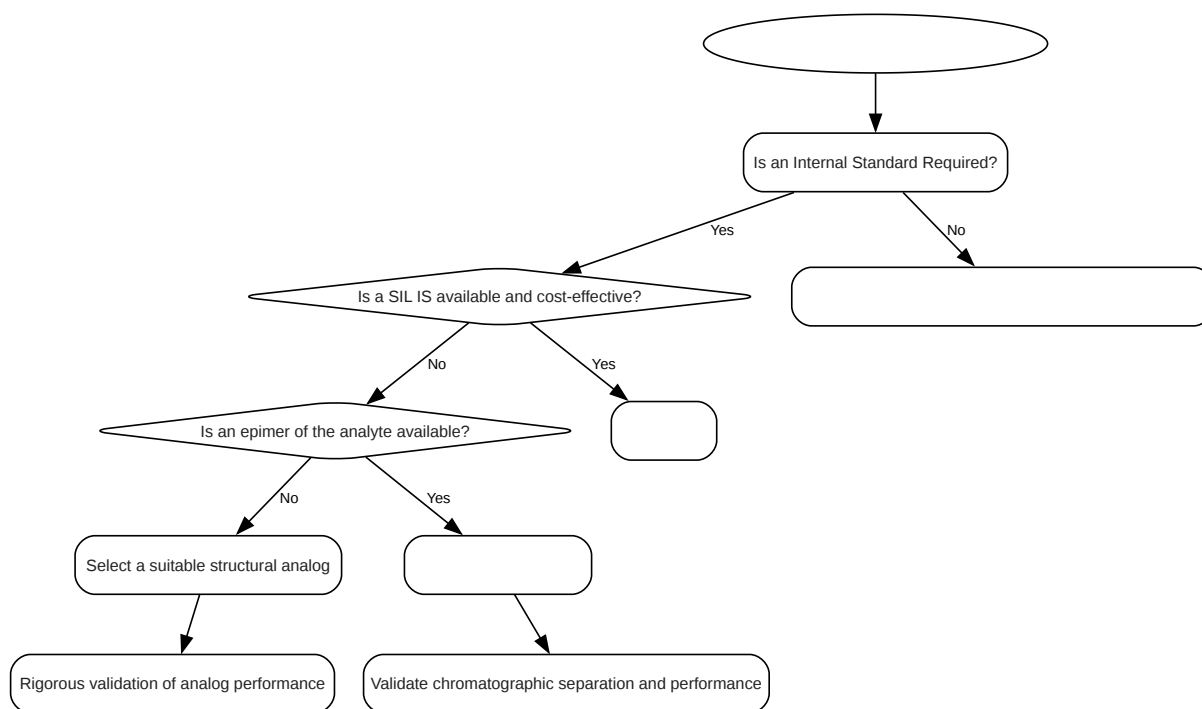 Is an Internal Standard Required?
Yes
No
Is a SIL IS available and cost-effective?
No
Yes
Is an epimer of the analyte available?
No
Yes
Select a suitable structural analog
Rigorous validation of analog performance
Validate chromatographic separation and performance